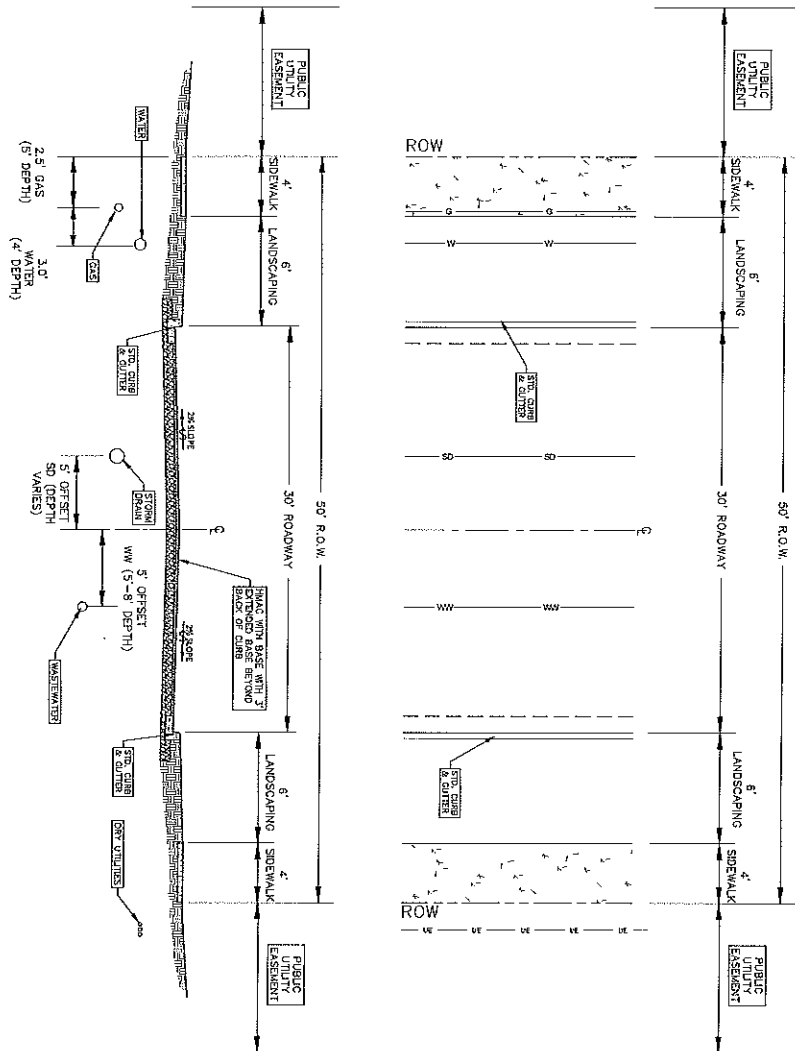 PUBLIC
UTILITY
EASEMENT
ROW
4'
SIDEWALK
6'
LANDSCAPING
G G
W W
STD. CURB
& GUTTER
SD SD
30' ROADWAY
50' R.O.W.
CL
WW WW
STD. CURB
& GUTTER
6'
LANDSCAPING
4'
SIDEWALK
ROW
UE UE UE UE UE
PUBLIC
UTILITY
EASEMENT
PUBLIC
UTILITY
EASEMENT
WATER
4'
SIDEWALK
6'
LANDSCAPING
2.5' GAS
(5' DEPTH)
3.0'
WATER
(4' DEPTH)
GAS
STD. CURB
& GUTTER
2% SLOPE
5' OFFSET
SD (DEPTH
VARIES)
STORM
DRAIN
30' ROADWAY
50' R.O.W.
CL
5' OFFSET
WW (5'-8' DEPTH)
HMAC WITH BASE WITH 3'
EXTENDED BASE BEYOND
BACK OF CURB
2% SLOPE
WASTEWATER
STD. CURB
& GUTTER
6'
LANDSCAPING
4'
SIDEWALK
DRY UTILITIES
PUBLIC
UTILITY
EASEMENT